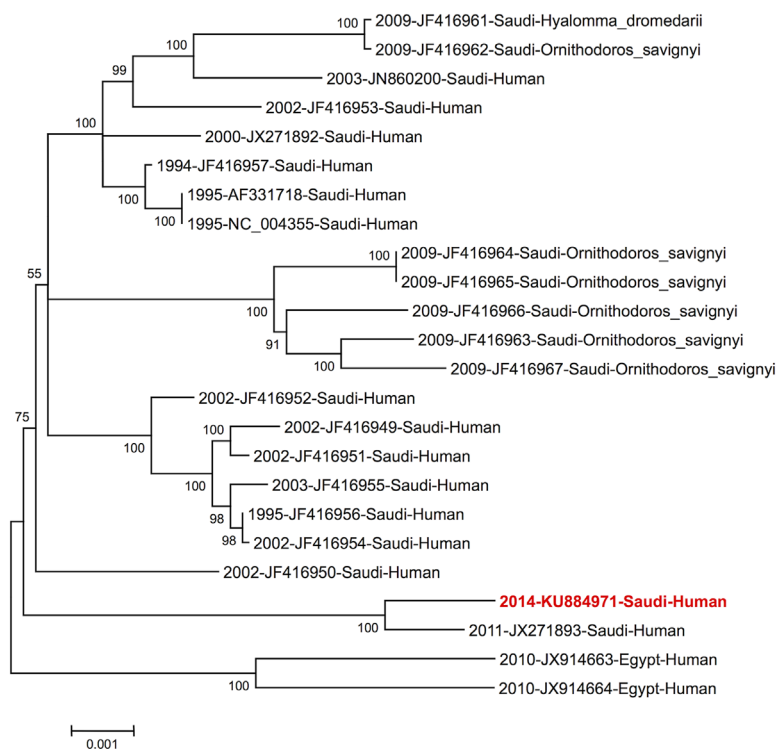 2009-JF416961-Saudi-Hyalomma_dromedarii
100
2009-JF416962-Saudi-Ornithodoros_savignyi
100
99
2003-JN860200-Saudi-Human
2002-JF416953-Saudi-Human
100
2000-JX271892-Saudi-Human
1994-JF416957-Saudi-Human
100
1995-AF331718-Saudi-Human
100
1995-NC_004355-Saudi-Human
2009-JF416964-Saudi-Ornithodoros_savignyi
100
2009-JF416965-Saudi-Ornithodoros_savignyi
55
100
2009-JF416966-Saudi-Ornithodoros_savignyi
91
2009-JF416963-Saudi-Ornithodoros_savignyi
100
2009-JF416967-Saudi-Ornithodoros_savignyi
2002-JF416952-Saudi-Human
75
100
2002-JF416949-Saudi-Human
100
2002-JF416951-Saudi-Human
100
2003-JF416955-Saudi-Human
98
1995-JF416956-Saudi-Human
98
2002-JF416954-Saudi-Human
2002-JF416950-Saudi-Human
2014-KU884971-Saudi-Human
100
2011-JX271893-Saudi-Human
2010-JX914663-Egypt-Human
100
2010-JX914664-Egypt-Human
0.001